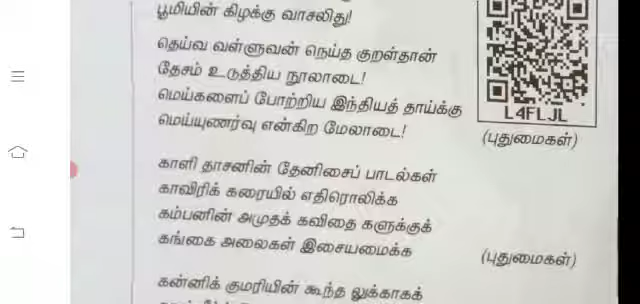 பூமியின் கிழக்கு வாசலிது!
தெய்வ வள்ளுவன் நெய்த குறள்தான்
தேசம் உடுத்திய நூலாடை!
மெய்களைப் போற்றிய இந்தியத் தாய்க்கு
மெய்யுணர்வு என்கிற மேலாடை!
L4FLJL
(புதுமைகள்)
காளி தாசனின் தேனிசைப் பாடல்கள்
காவிரிக் கரையில் எதிரொலிக்க
கம்பனின் அமுதக் கவிதை களுக்குக்
கங்கை அலைகள் இசையமைக்க
(புதுமைகள்)
கன்னிக் குமரியின் கூந்த லுக்காகக்